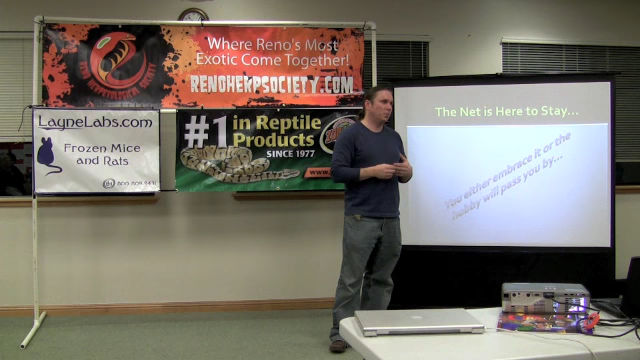 Where Reno's Most
Exotic Come Together!
RENOHERPSOCIETY.COM
LayneLabs.com
Frozen Mice
and Rats
#1 in Reptile
Products
SINCE 1977
The Net is Here to Stay...
You either embrace it or the
hobby will pass you by...